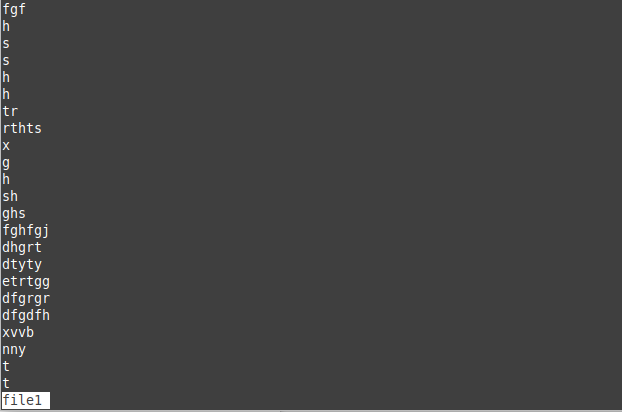 fgf
h
s
s
h
h
tr
rthts
x
g
h
sh
ghs
fghfgj
dhgrt
dtyty
etrtgg
dfgrgr
dfgdfh
xvvb
nny
t
t
file1